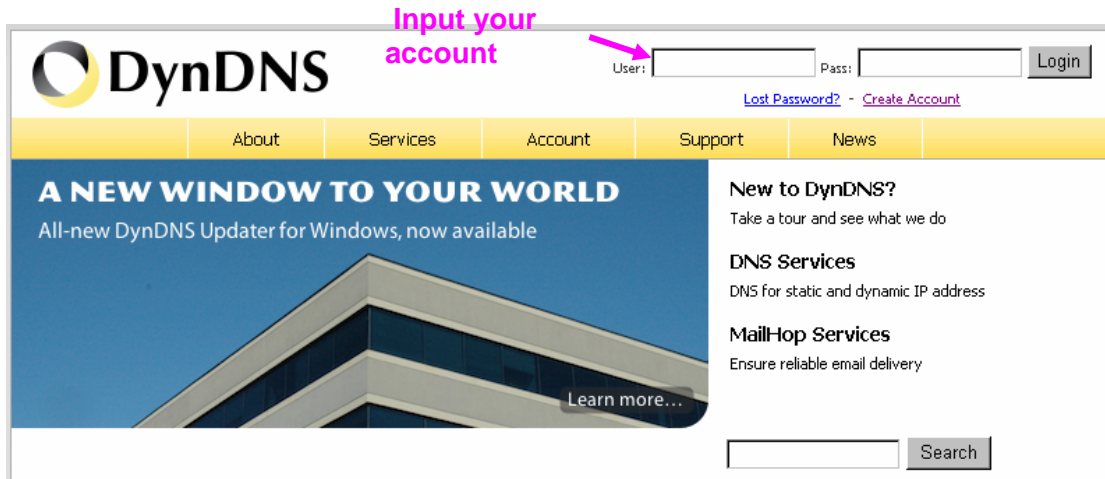 Input your
account
DynDNS
User:
Pass:
Login
Lost Password? - Create Account
About Services Account Support News
A NEW WINDOW TO YOUR WORLD
All-new DynDNS Updater for Windows, now available
Learn more...
New to DynDNS?
Take a tour and see what we do
DNS Services
DNS for static and dynamic IP address
MailHop Services
Ensure reliable email delivery
Search